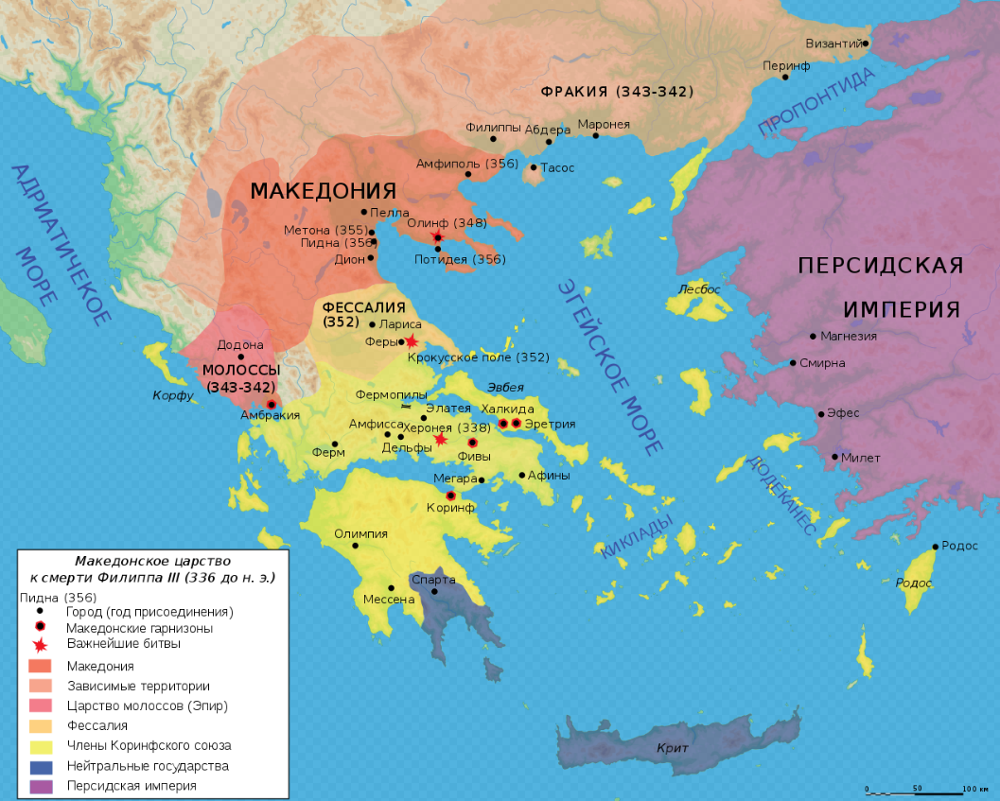 Византий
Перинф
ФРАКИЯ (343-342)
ПРОПОНТИДА
Филиппы
Абдера
Маронея
Амфиполь (356)
Тасос
АДРИАТИЧЕКОЕ
МОРЕ
МАКЕДОНИЯ
Пелла
Метона (355)
Олинф (348)
Пидна (356)
Дион
Потидея (356)
ПЕРСИДСКАЯ
ИМПЕРИЯ
ЭГЕЙСКОЕ МОРЕ
Лесбос
ФЕССАЛИЯ
(352)
Лариса
Феры
Крокусское поле (352)
Магнезия
Смирна
Додона
МОЛОССЫ
(343-342)
Корфу
Амбракия
Эвбея
Фермопилы
Элатея
Халкида
Эретрия
Эфес
Амфисса
Херонея (338)
Дельфы
Ферм
Фивы
Милет
Мегара
Афины
ДОДЕКАНЕС
Коринф
КИКЛАДЫ
Олимпия
Родос
Родос
Спарта
Мессена
Крит
Македонское царство
к смерти Филиппа III (336 до н. э.)
Пидна (356)
Город (год присоединения)
Македонские гарнизоны
Важнейшие битвы
Македония
Зависимые территории
Царство молоссов (Эпир)
Фессалия
Члены Коринфского союза
Нейтральные государства
Персидская империя
0 50 100 км